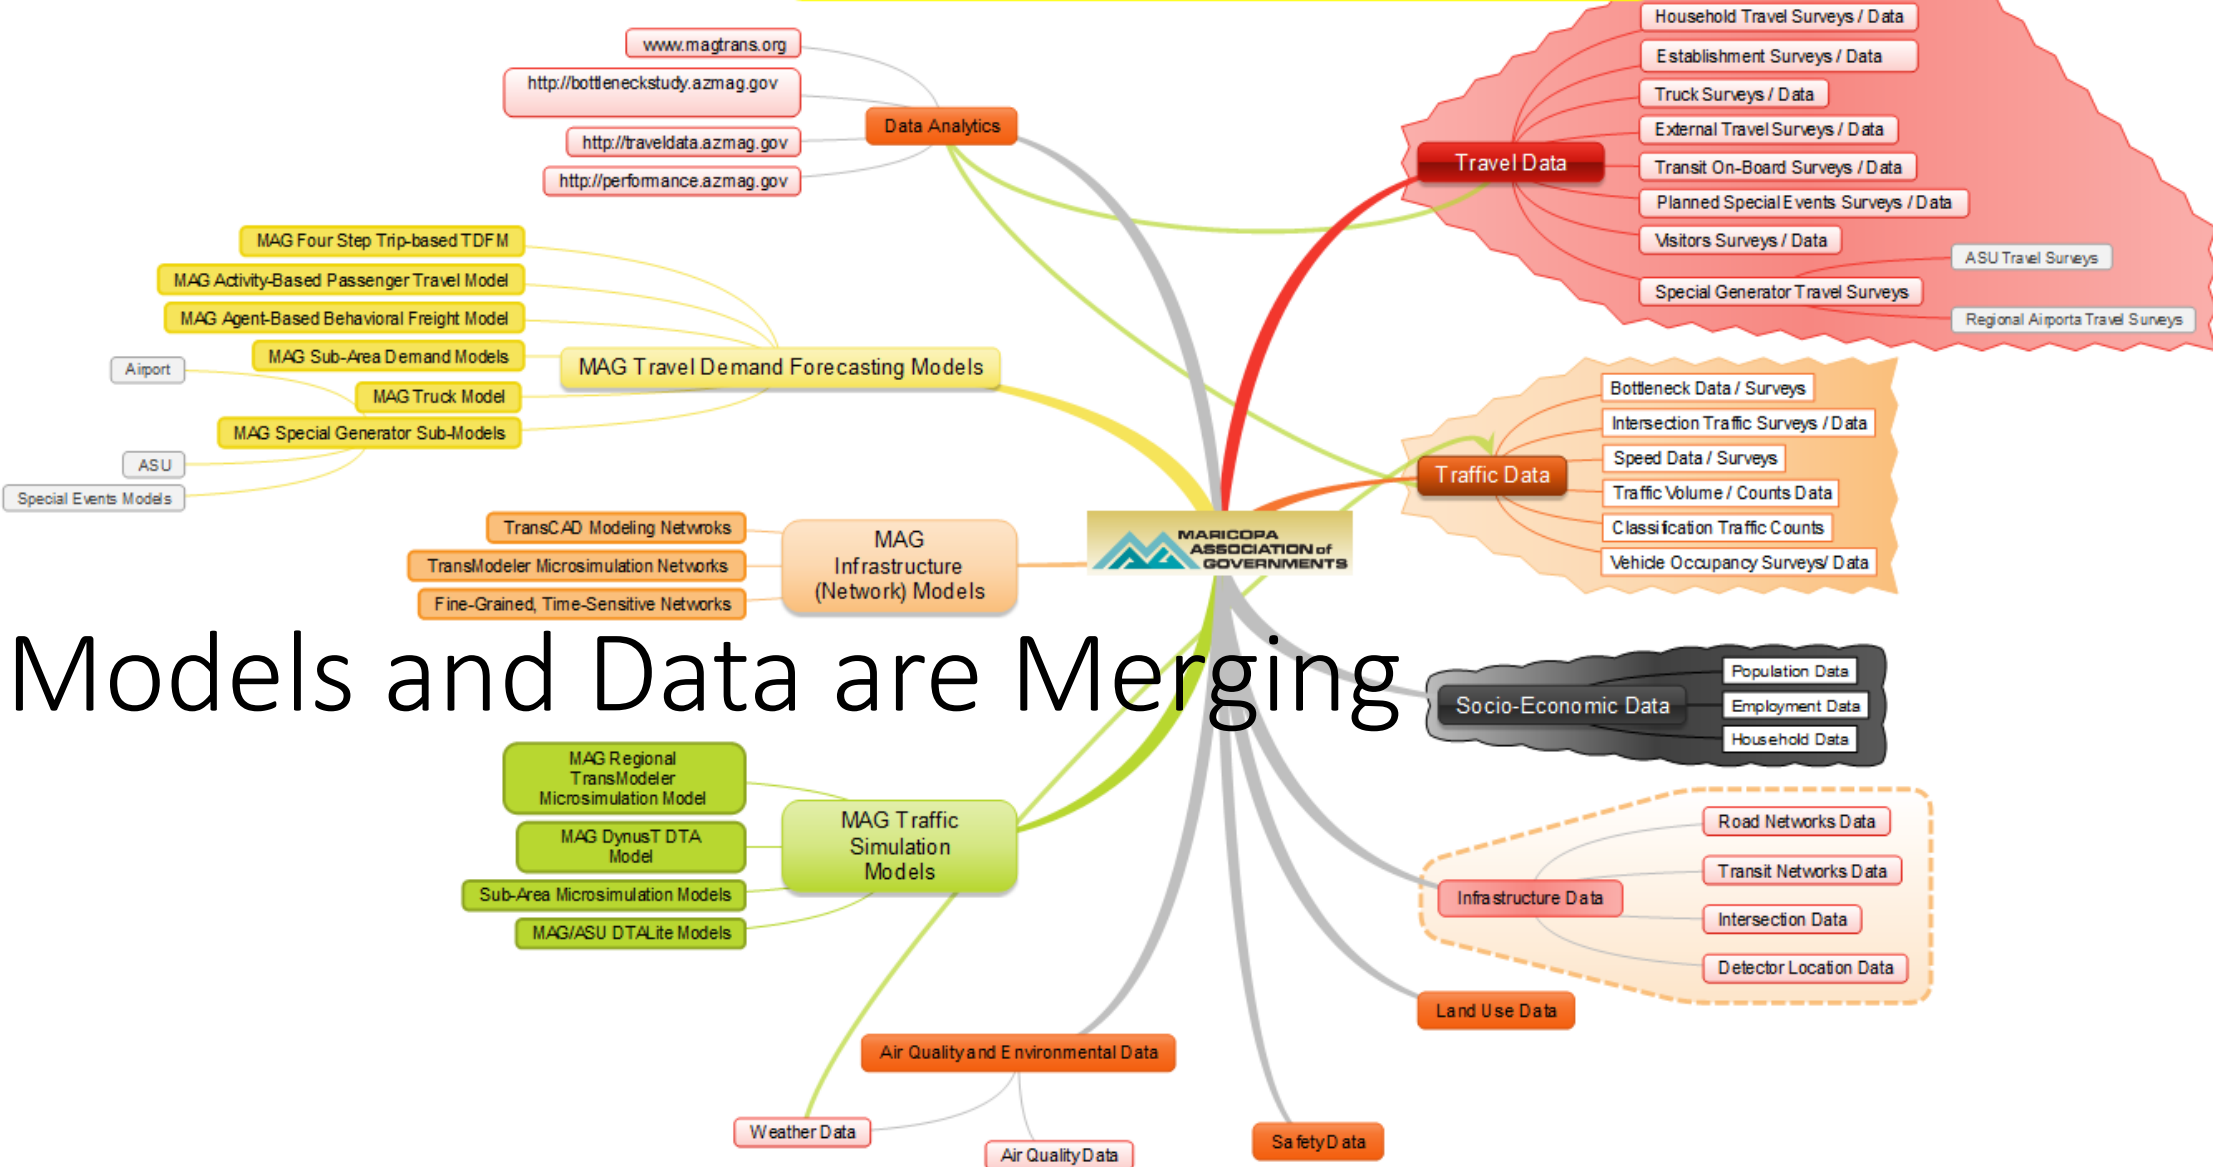 www.magtrans.org
http://bottleneckstudy.azmag.gov
http://traveldata.azmag.gov
http://performance.azmag.gov
Data Analytics
MAG Four Step Trip-based TDFM
MAG Activity-Based Passenger Travel Model
MAG Agent-Based Behavioral Freight Model
MAG Sub-Area Demand Models
MAG Truck Model
MAG Special Generator Sub-Models
Airport
ASU
Special Events Models
MAG Travel Demand Forecasting Models
TransCAD Modeling Netwroks
TransModeler Microsimulation Networks
Fine-Grained, Time-Sensitive Networks
MAG
Infrastructure
(Network) Models
MARICOPA
ASSOCIATION of
GOVERNMENTS
Models and Data are Merging
MAG Regional
TransModeler
Microsimulation Model
MAG DynusT DTA
Model
Sub-Area Microsimulation Models
MAG/ASU DTALite Models
MAG Traffic
Simulation
Models
Air Quality and Environmental Data
Weather Data
Air Quality Data
Safety Data
Land Use Data
Travel Data
Household Travel Surveys / Data
Establishment Surveys / Data
Truck Surveys / Data
External Travel Surveys / Data
Transit On-Board Surveys / Data
Planned Special Events Surveys / Data
Visitors Surveys / Data
Special Generator Travel Surveys
ASU Travel Surveys
Regional Airporta Travel Surveys
Traffic Data
Bottleneck Data / Surveys
Intersection Traffic Surveys / Data
Speed Data / Surveys
Traffic Volume / Counts Data
Classification Traffic Counts
Vehicle Occupancy Surveys/ Data
Socio-Economic Data
Population Data
Employment Data
Household Data
Infrastructure Data
Road Networks Data
Transit Networks Data
Intersection Data
Detector Location Data